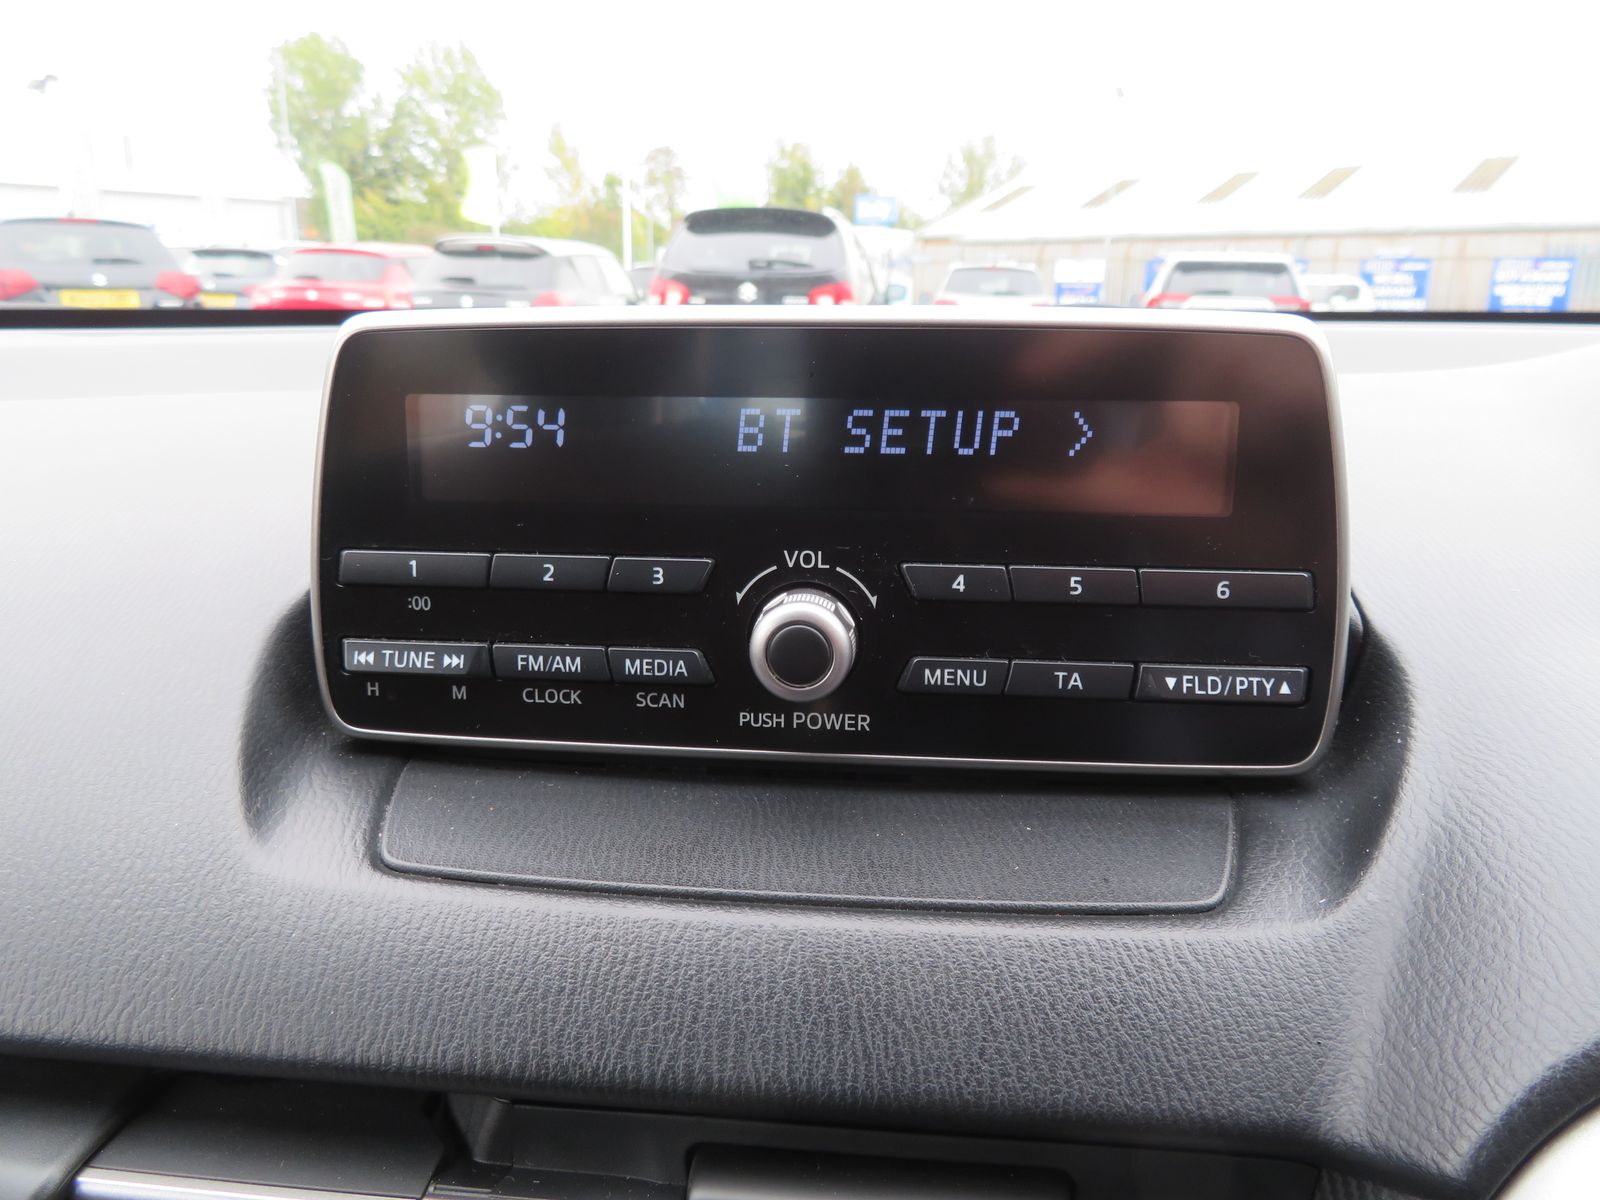 9:54 BT SETUP >
VOL
1 2 3 4 5 6
:00
⏮ TUNE ⏭ FM/AM MEDIA MENU TA ▼FLD/PTY▲
H M CLOCK SCAN
PUSH POWER